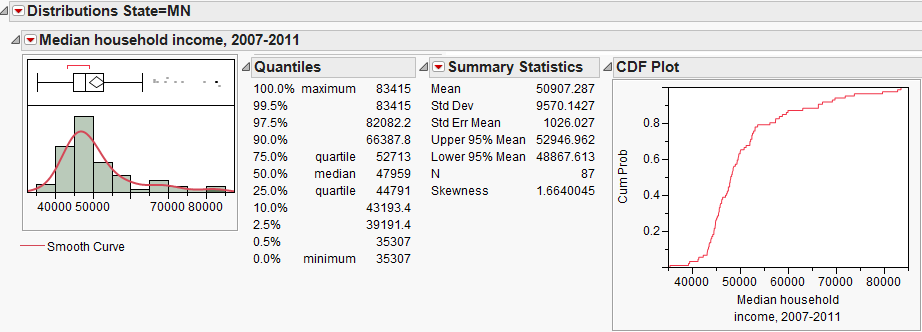 Distributions State=MN
Median household income, 2007-2011
40000 50000 70000 80000
Smooth Curve
Quantiles
100.0% maximum 83415
99.5% 83415
97.5% 82082.2
90.0% 66387.8
75.0% quartile 52713
50.0% median 47959
25.0% quartile 44791
10.0% 43193.4
2.5% 39191.4
0.5% 35307
0.0% minimum 35307
Summary Statistics
Mean 50907.287
Std Dev 9570.1427
Std Err Mean 1026.027
Upper 95% Mean 52946.962
Lower 95% Mean 48867.613
N 87
Skewness 1.6640045
CDF Plot
Cum Prob
0.8
0.6
0.4
0.2
40000 50000 60000 70000 80000
Median household
income, 2007-2011